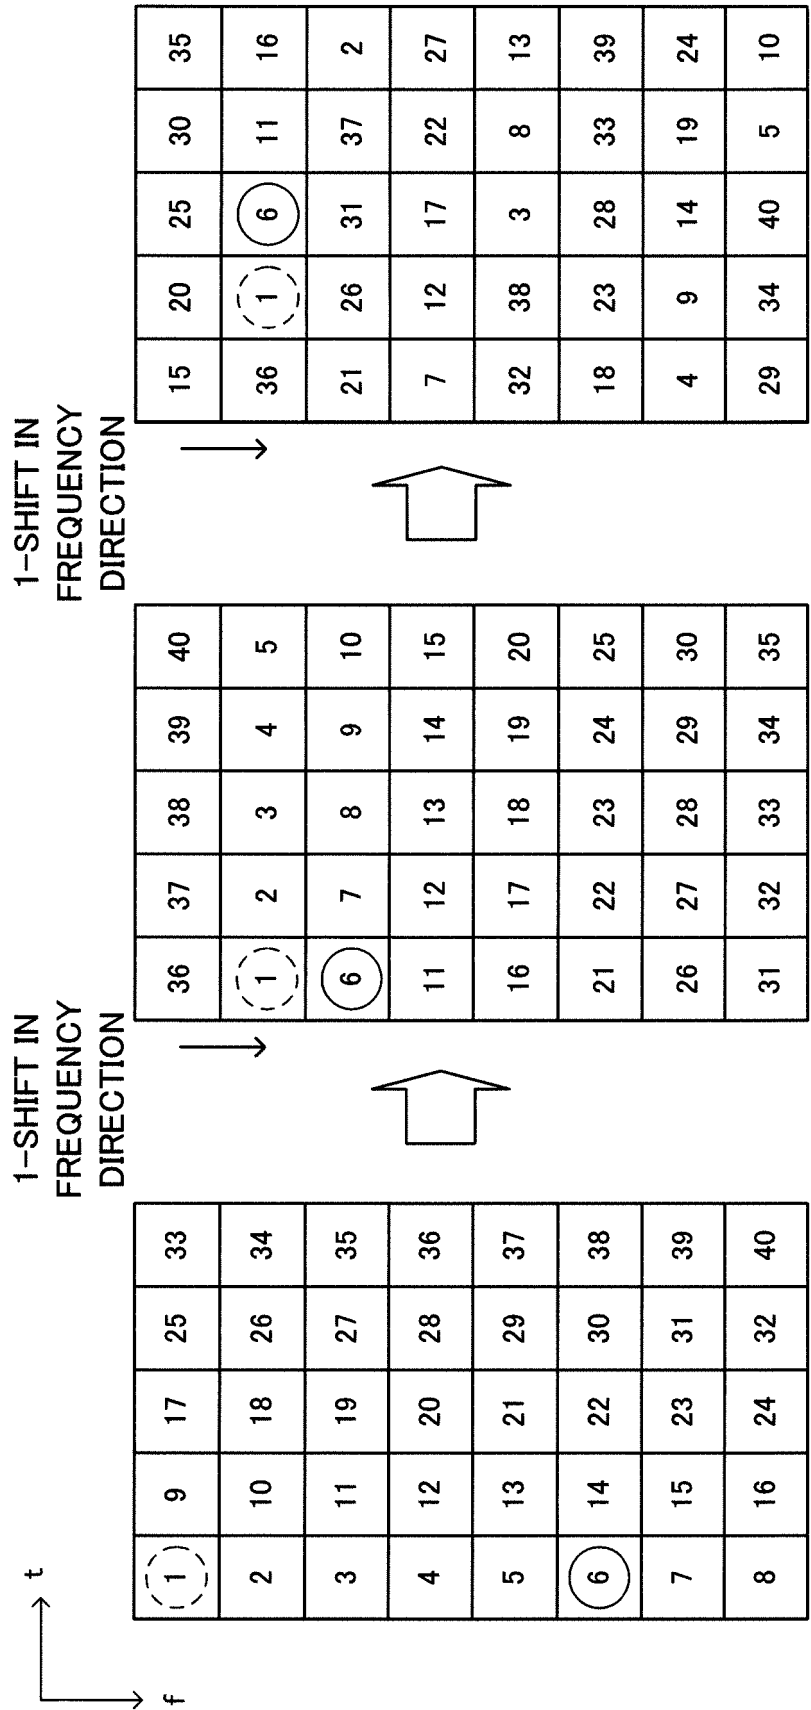 t
f
1 9 17 25 33
2 10 18 26 34
3 11 19 27 35
4 12 20 28 36
5 13 21 29 37
6 14 22 30 38
7 15 23 31 39
8 16 24 32 40
1-SHIFT IN
FREQUENCY
DIRECTION
36 37 38 39 40
1 2 3 4 5
6 7 8 9 10
11 12 13 14 15
16 17 18 19 20
21 22 23 24 25
26 27 28 29 30
31 32 33 34 35
1-SHIFT IN
FREQUENCY
DIRECTION
15 20 25 30 35
36 1 6 11 16
21 26 31 37 2
7 12 17 22 27
32 38 3 8 13
18 23 28 33 39
4 9 14 19 24
29 34 40 5 10